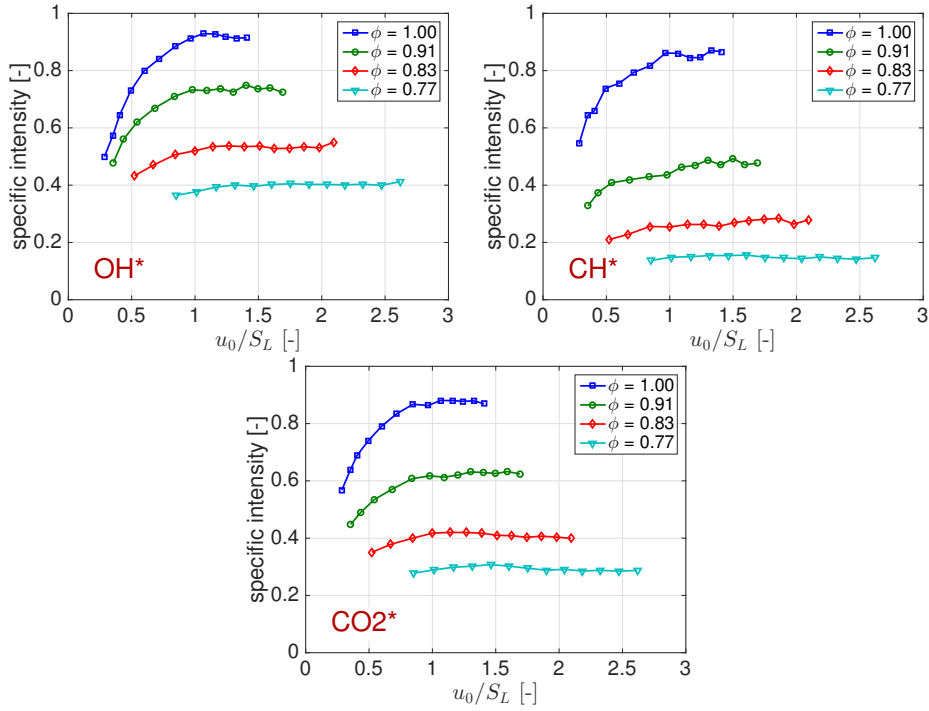 specific intensity [-]
1
0.8
0.6
0.4
0.2
0
0 0.5 1 1.5 2 2.5 3
u₀/S_L [-]
ϕ = 1.00
ϕ = 0.91
ϕ = 0.83
ϕ = 0.77
OH*
specific intensity [-]
1
0.8
0.6
0.4
0.2
0
0 0.5 1 1.5 2 2.5 3
u₀/S_L [-]
ϕ = 1.00
ϕ = 0.91
ϕ = 0.83
ϕ = 0.77
CH*
specific intensity [-]
1
0.8
0.6
0.4
0.2
0
0 0.5 1 1.5 2 2.5 3
u₀/S_L [-]
ϕ = 1.00
ϕ = 0.91
ϕ = 0.83
ϕ = 0.77
CO2*